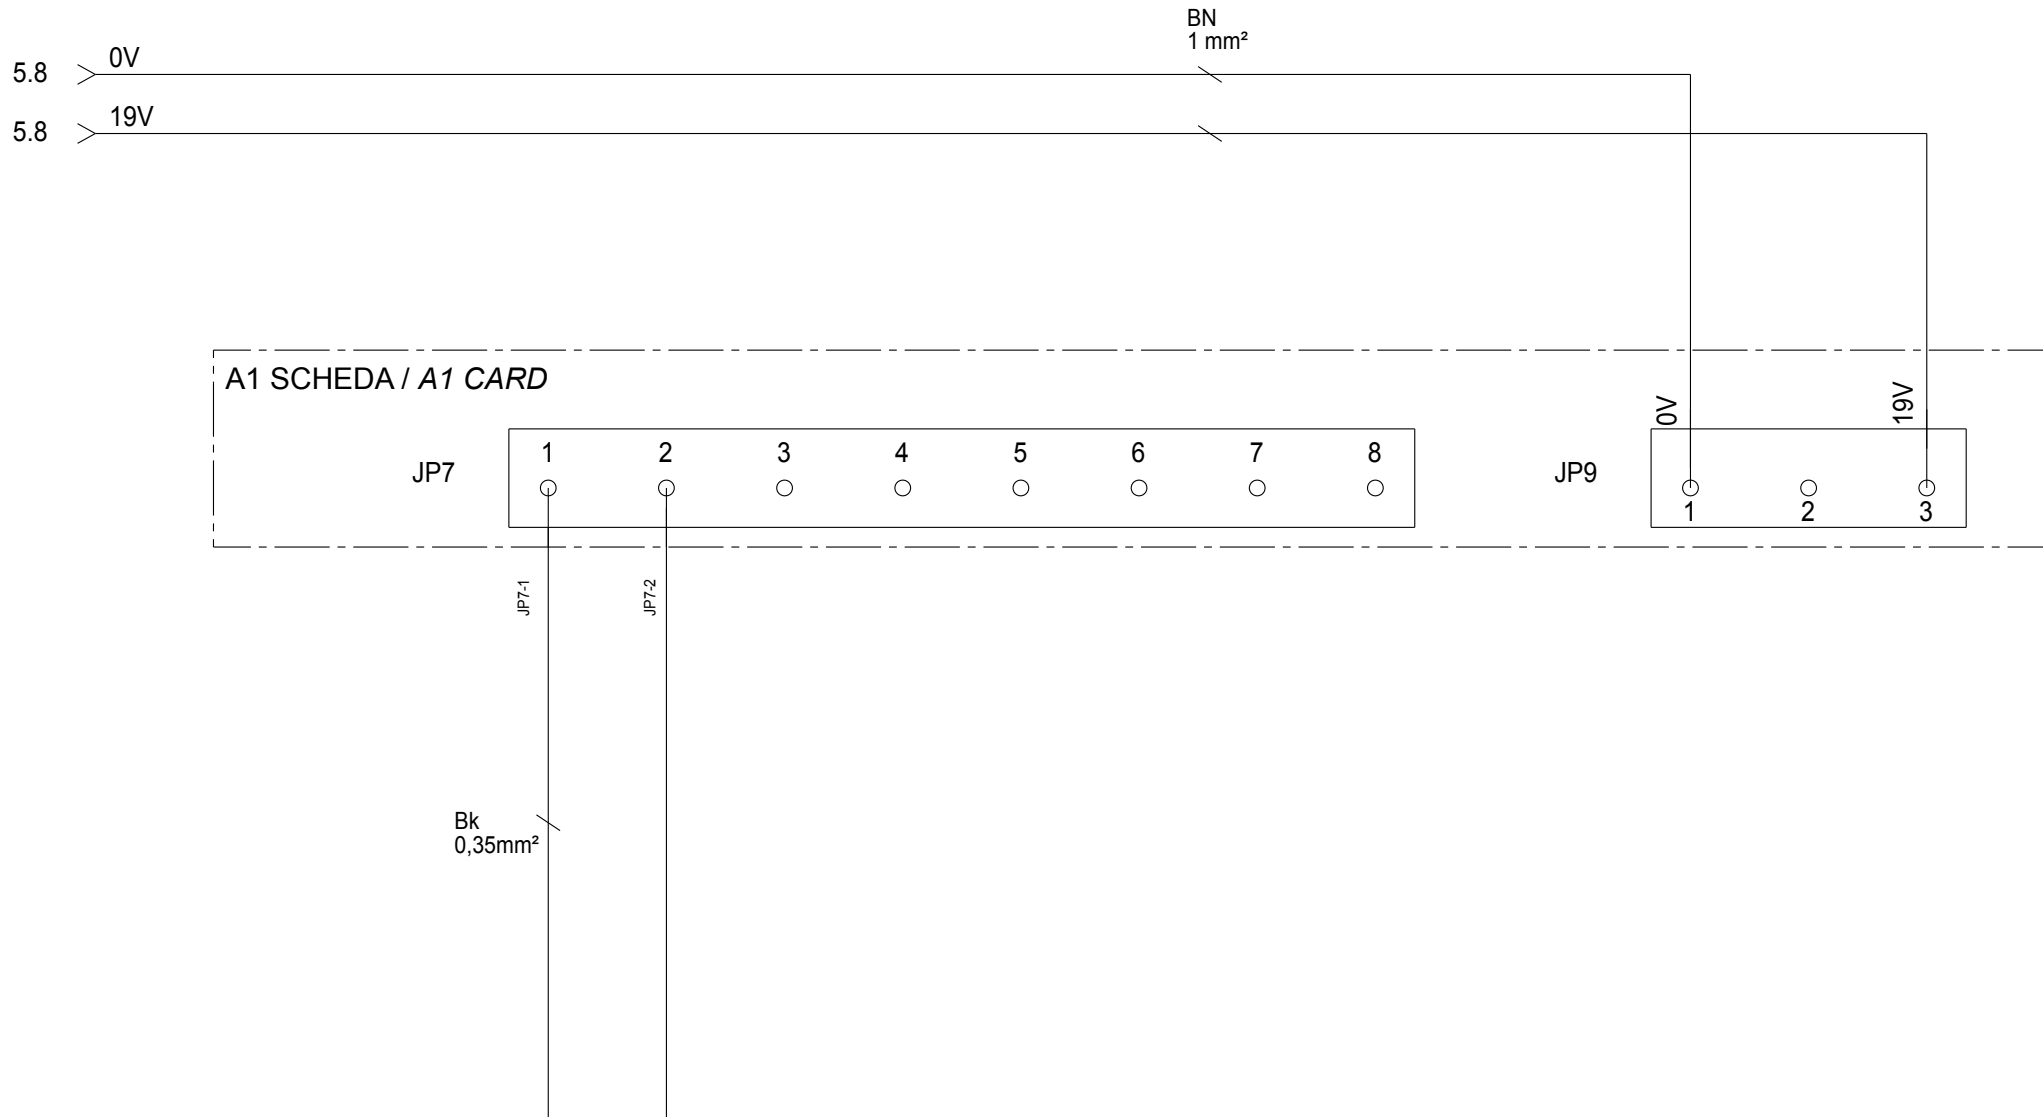 BN
1 mm²
5.8
0V
5.8
19V
A1 SCHEDA / A1 CARD
0V
19V
JP7
1 2 3 4 5 6 7 8
JP9
1 2 3
JP7-1
JP7-2
Bk
0,35mm²